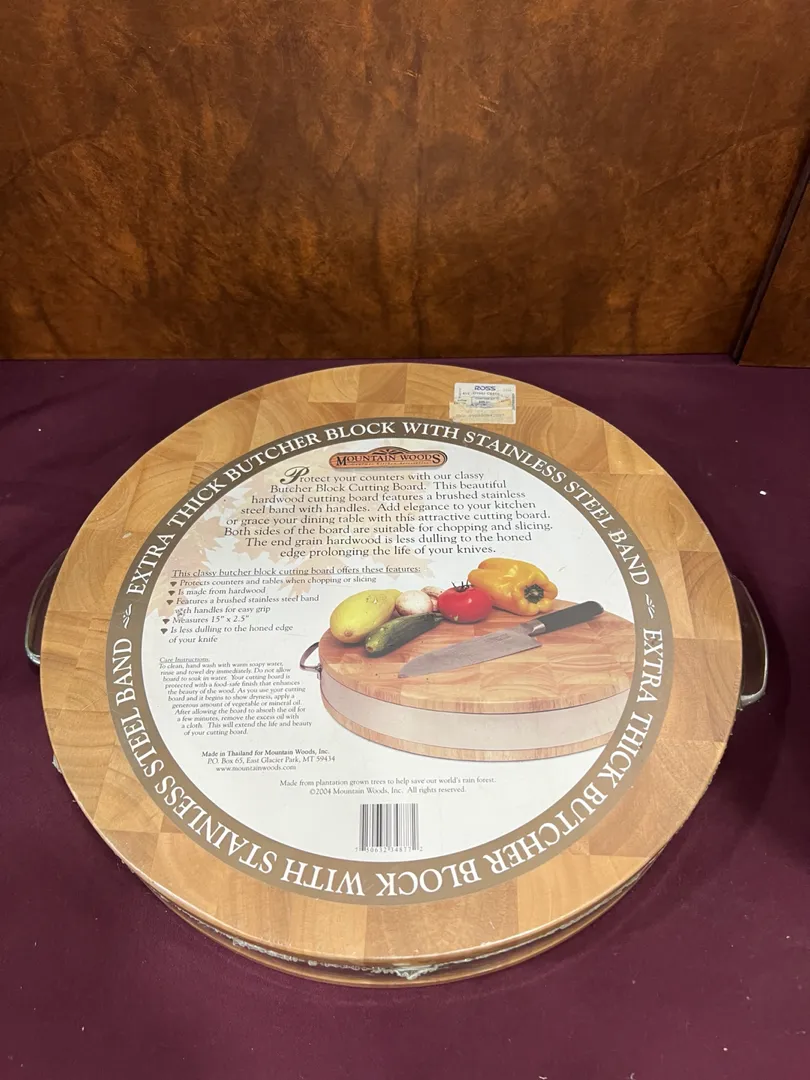 ROSS
EXTRA THICK BUTCHER BLOCK WITH STAINLESS STEEL BAND
EXTRA THICK BUTCHER BLOCK WITH STAINLESS STEEL BAND
MOUNTAIN WOODS
Protect your counters with our classy
Butcher Block Cutting Board. This beautiful
hardwood cutting board features a brushed stainless
steel band with handles. Add elegance to your kitchen
or grace your dining table with this attractive cutting board.
Both sides of the board are suitable for chopping and slicing.
The end grain hardwood is less dulling to the honed
edge prolonging the life of your knives.
This classy butcher block cutting board offers these features:
Protects counters and tables when chopping or slicing
Is made from hardwood
Features a brushed stainless steel band
with handles for easy grip
Measures 15" x 2.5"
Is less dulling to the honed edge
of your knife
Care Instructions:
To clean, hand wash with warm soapy water,
rinse and towel dry immediately. Do not allow
board to soak in water. Your cutting board is
protected with a food-safe finish that enhances
the beauty of the wood. As you use your cutting
board and it begins to show dryness, apply a
generous amount of vegetable or mineral oil.
After allowing the board to absorb the oil for
a few minutes, remove the excess oil with
a cloth. This will extend the life and beauty
of your cutting board.
Made in Thailand for Mountain Woods, Inc.
P.O. Box 65, East Glacier Park, MT 59434
www.mountainwoods.com
Made from plantation grown trees to help save our world's rain forest.
©2004 Mountain Woods, Inc. All rights reserved.